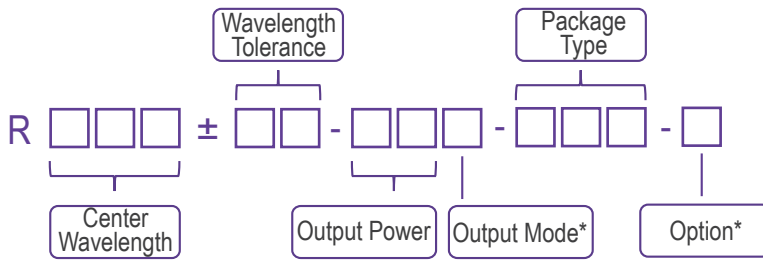 Wavelength
Tolerance
Package
Type
R ± - - -
Center
Wavelength
Output Power
Output Mode*
Option*